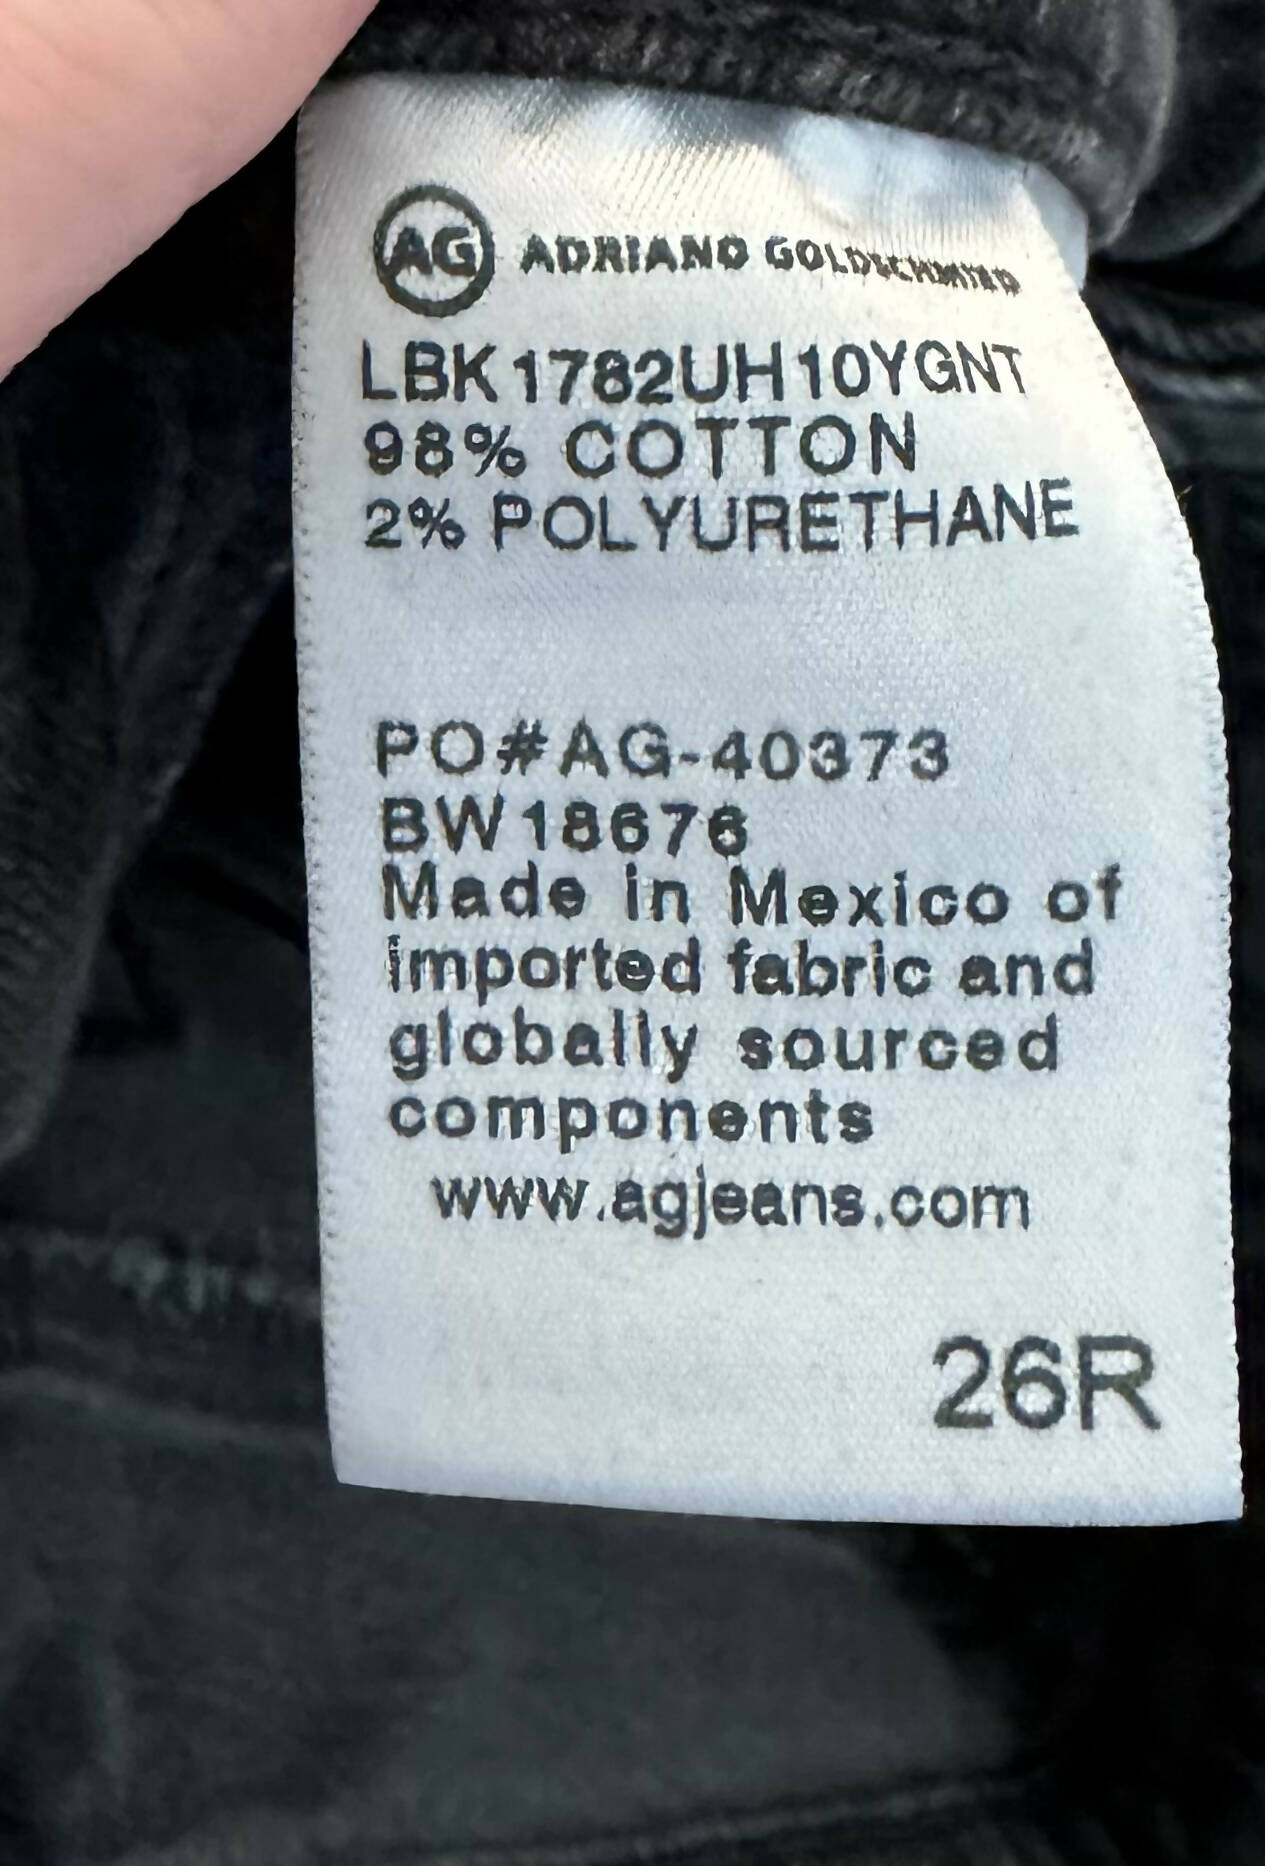 AG ADRIANO GOLDSCHMIED
LBK1782UH10YGNT
98% COTTON
2% POLYURETHANE
PO#AG-40373
BW18676
Made in Mexico of
imported fabric and
globally sourced
components
www.agjeans.com
26R